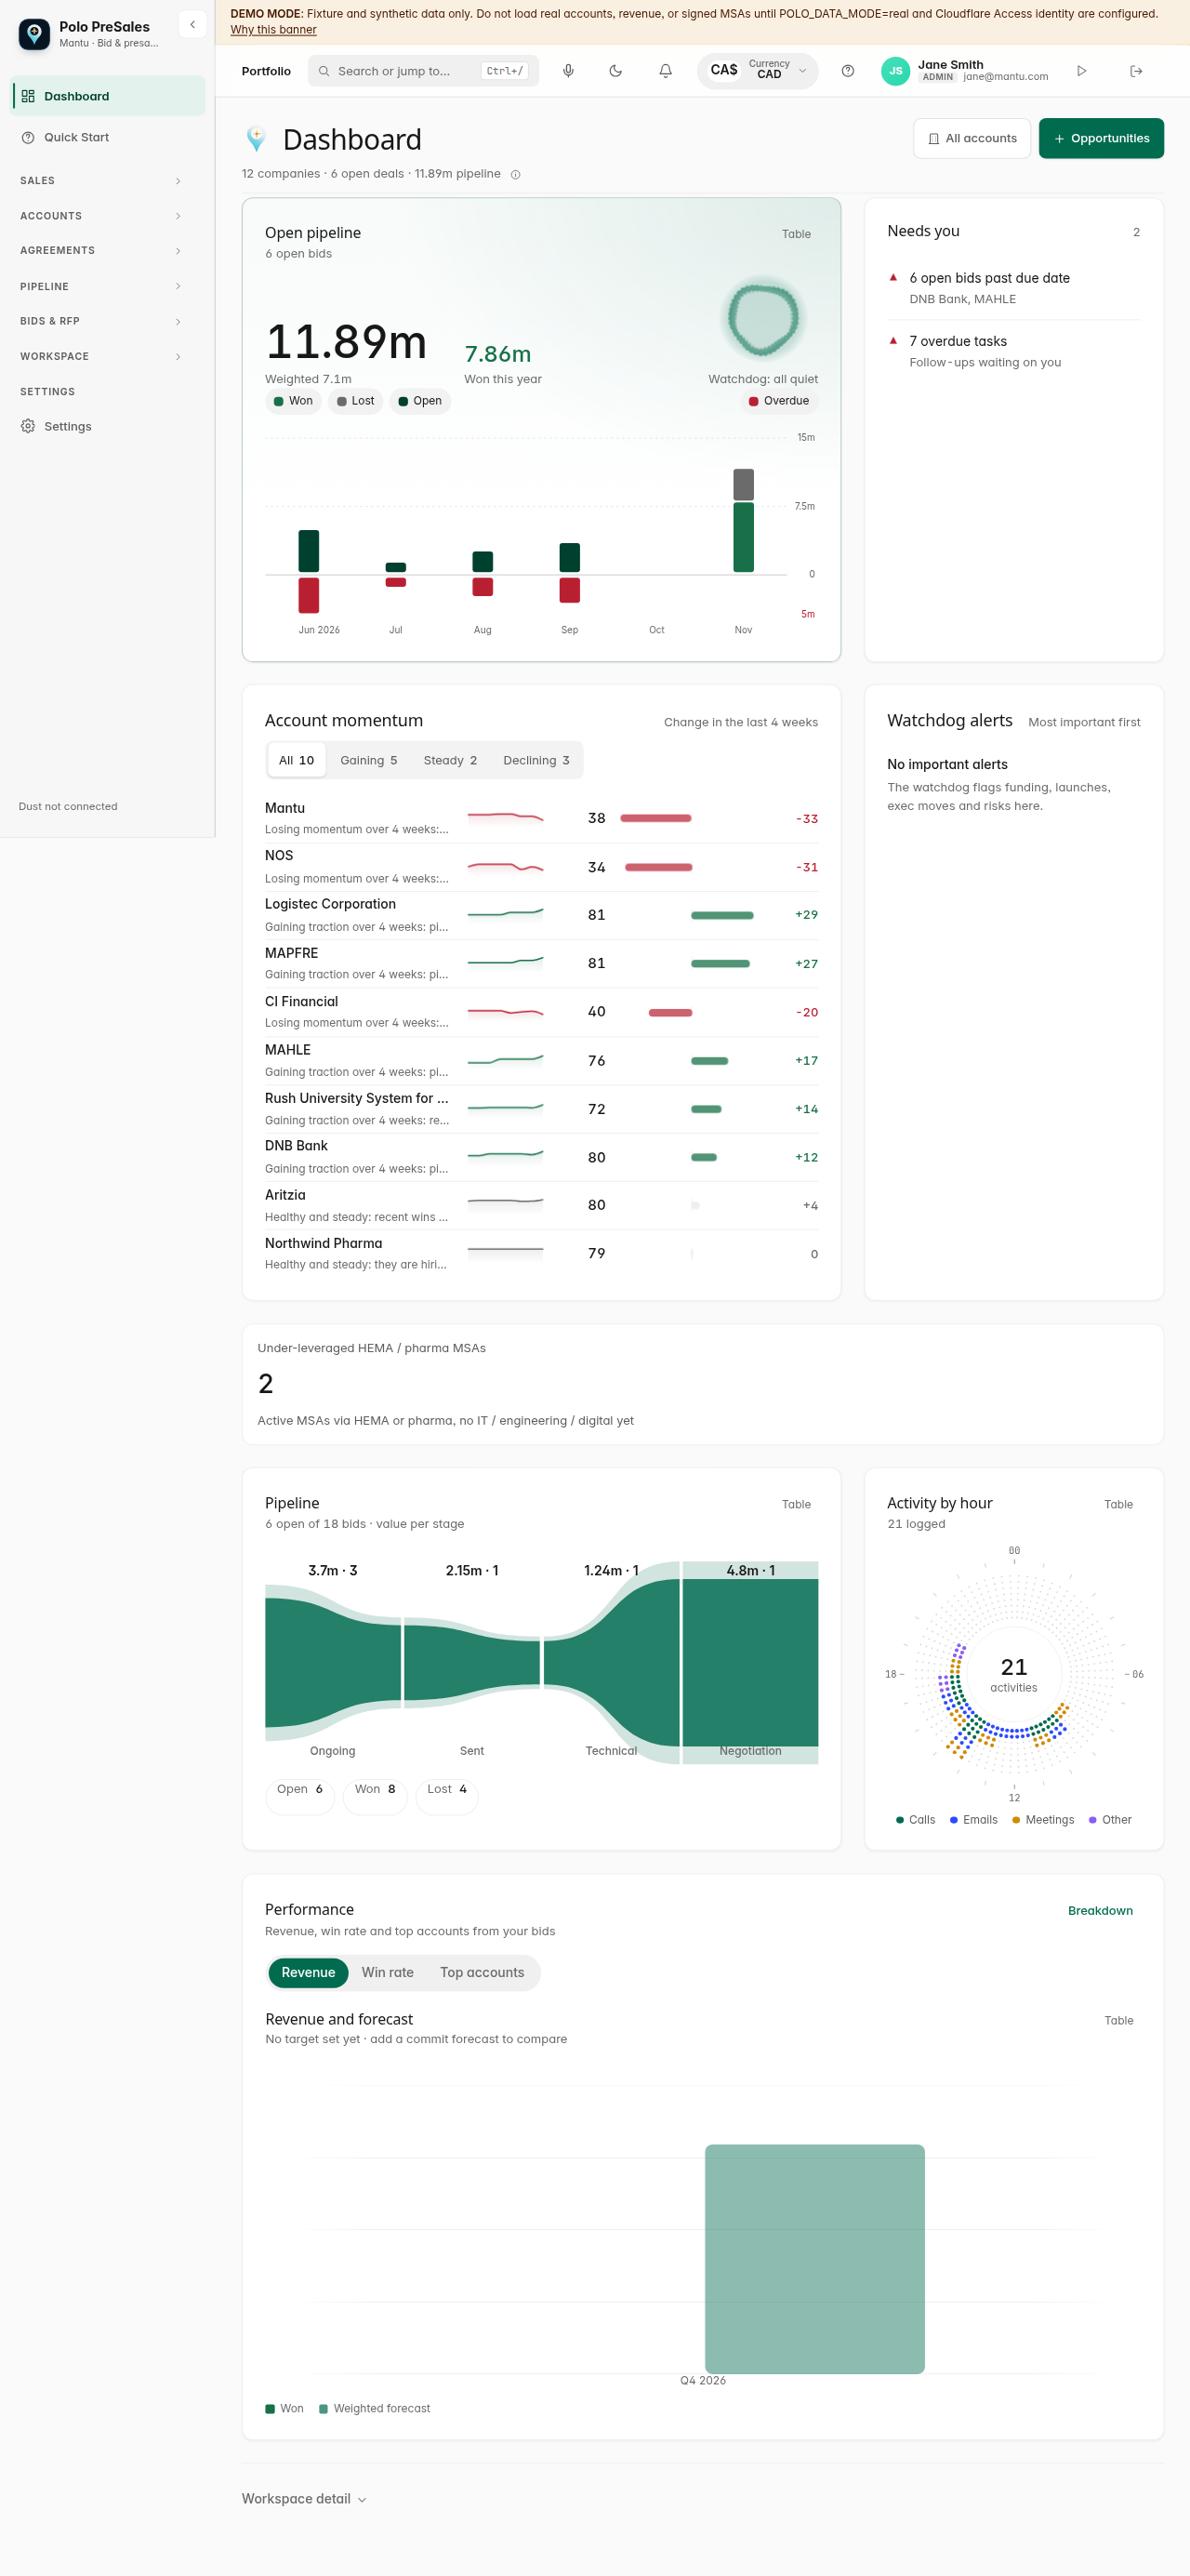 Polo PreSales
Mantu · Bid & presa...
Dashboard
Quick Start
SALES
ACCOUNTS
AGREEMENTS
PIPELINE
BIDS & RFP
WORKSPACE
SETTINGS
Settings
Dust not connected
DEMO MODE: Fixture and synthetic data only. Do not load real accounts, revenue, or signed MSAs until POLO_DATA_MODE=real and Cloudflare Access identity are configured.
Why this banner
Portfolio
Search or jump to...
Ctrl+/
CA$
Currency
CAD
JS
Jane Smith
ADMIN jane@mantu.com
Dashboard
12 companies · 6 open deals · 11.89m pipeline
All accounts
+ Opportunities
Open pipeline
Table
6 open bids
11.89m
7.86m
Weighted 7.1m
Won this year
Watchdog: all quiet
Won
Lost
Open
Overdue
15m
7.5m
0
5m
Jun 2026
Jul
Aug
Sep
Oct
Nov
Needs you
2
6 open bids past due date
DNB Bank, MAHLE
7 overdue tasks
Follow-ups waiting on you
Account momentum
Change in the last 4 weeks
All 10
Gaining 5
Steady 2
Declining 3
Mantu
Losing momentum over 4 weeks:...
38
-33
NOS
Losing momentum over 4 weeks:...
34
-31
Logistec Corporation
Gaining traction over 4 weeks: pi...
81
+29
MAPFRE
Gaining traction over 4 weeks: pi...
81
+27
CI Financial
Losing momentum over 4 weeks:...
40
-20
MAHLE
Gaining traction over 4 weeks: pi...
76
+17
Rush University System for ...
Gaining traction over 4 weeks: re...
72
+14
DNB Bank
Gaining traction over 4 weeks: pi...
80
+12
Aritzia
Healthy and steady: recent wins ...
80
+4
Northwind Pharma
Healthy and steady: they are hiri...
79
0
Watchdog alerts
Most important first
No important alerts
The watchdog flags funding, launches,
exec moves and risks here.
Under-leveraged HEMA / pharma MSAs
2
Active MSAs via HEMA or pharma, no IT / engineering / digital yet
Pipeline
Table
6 open of 18 bids · value per stage
3.7m · 3
2.15m · 1
1.24m · 1
4.8m · 1
Ongoing
Sent
Technical
Negotiation
Open 6
Won 8
Lost 4
Activity by hour
Table
21 logged
00
18
06
21
activities
12
Calls
Emails
Meetings
Other
Performance
Breakdown
Revenue, win rate and top accounts from your bids
Revenue
Win rate
Top accounts
Revenue and forecast
Table
No target set yet · add a commit forecast to compare
Q4 2026
Won
Weighted forecast
Workspace detail